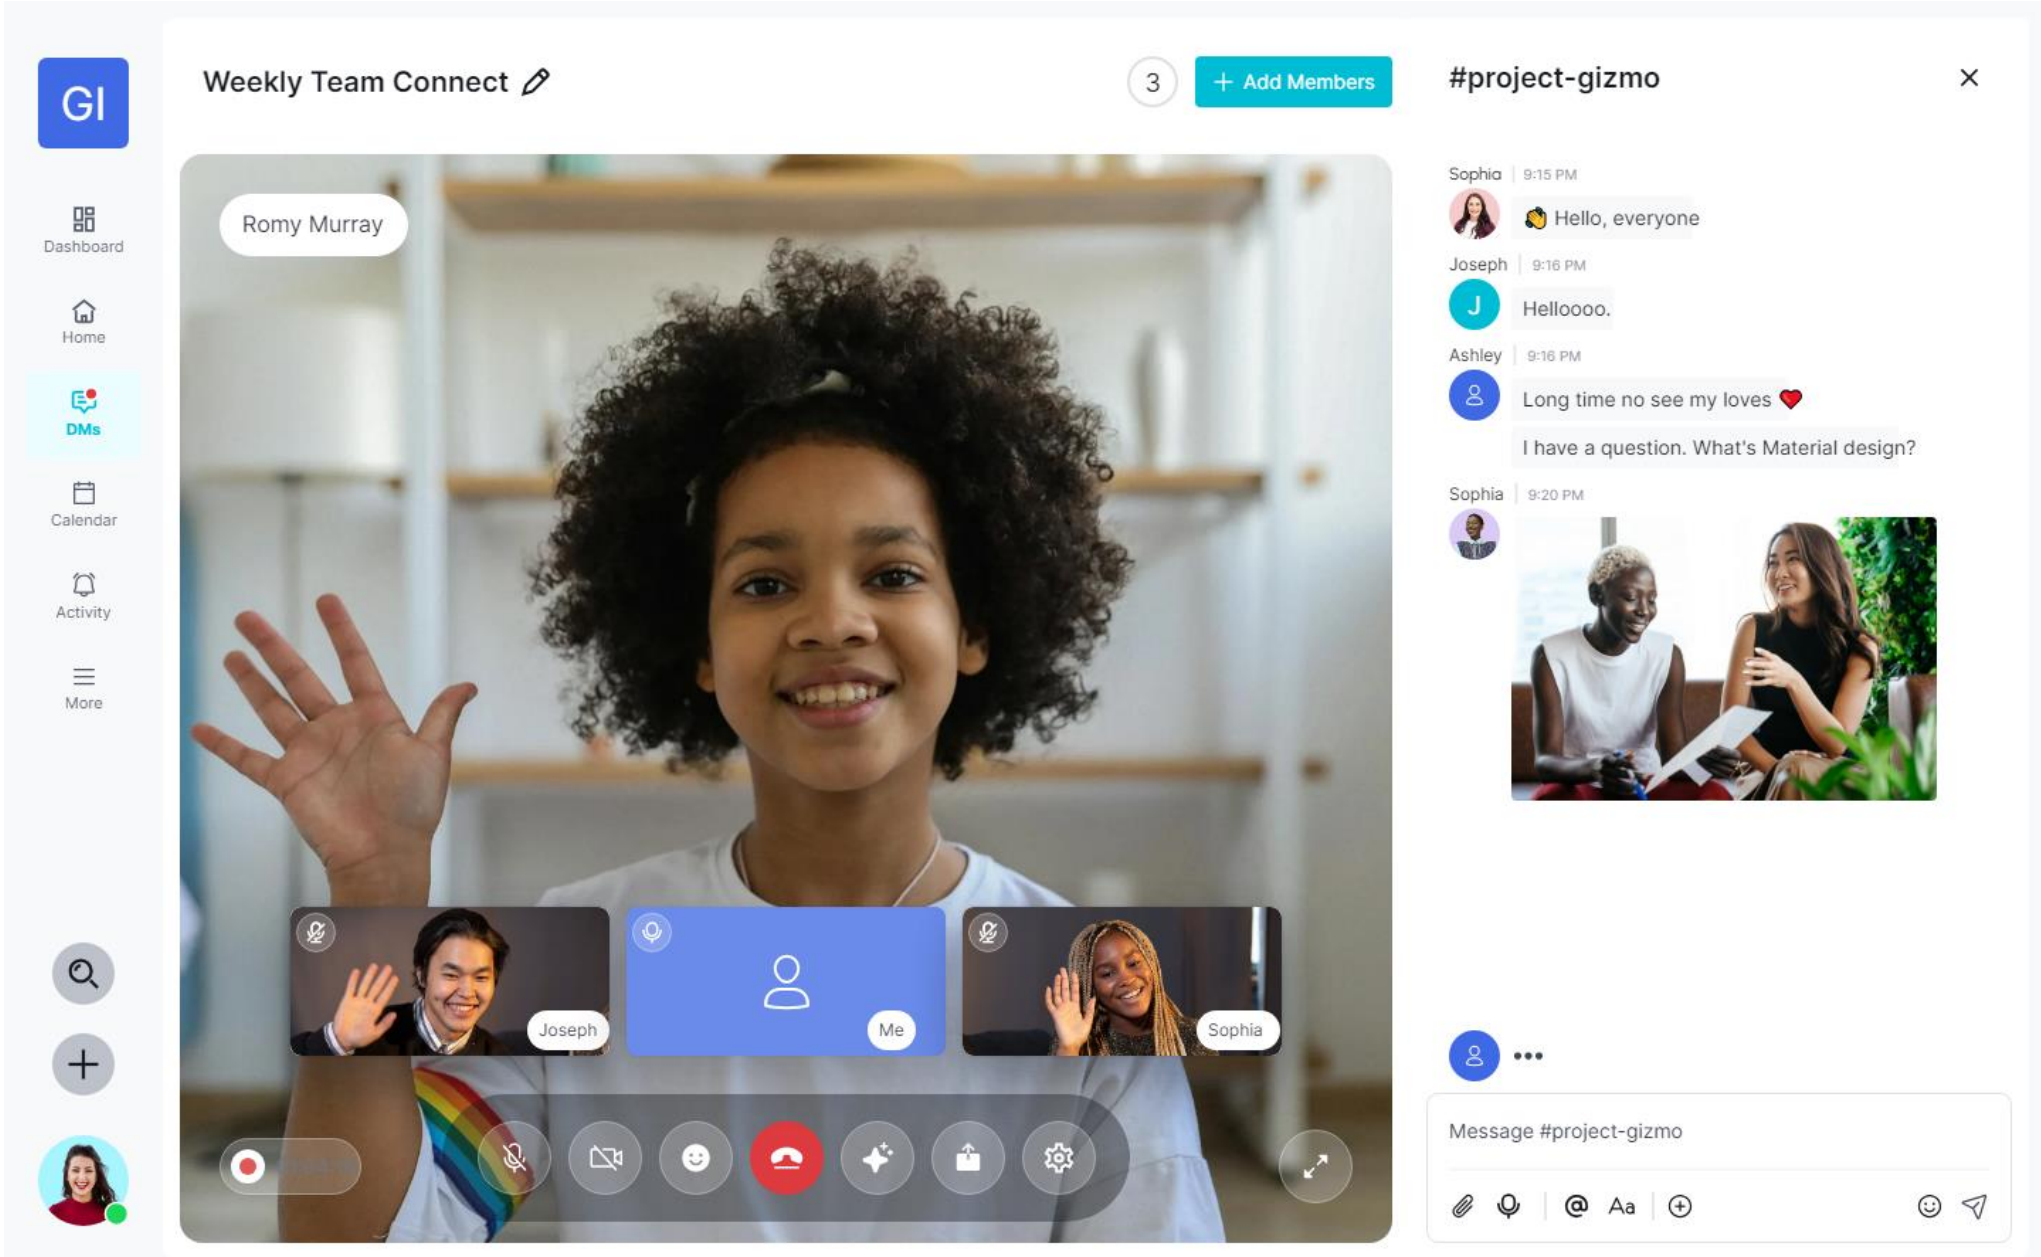 GI
Dashboard
Home
DMs
Calendar
Activity
More
Weekly Team Connect
3
+ Add Members
Romy Murray
Joseph
Me
Sophia
#project-gizmo
Sophia | 9:15 PM
👋 Hello, everyone
Joseph | 9:16 PM
J
Helloooo.
Ashley | 9:16 PM
Long time no see my loves ❤️
I have a question. What's Material design?
Sophia | 9:20 PM
Message #project-gizmo
@ Aa